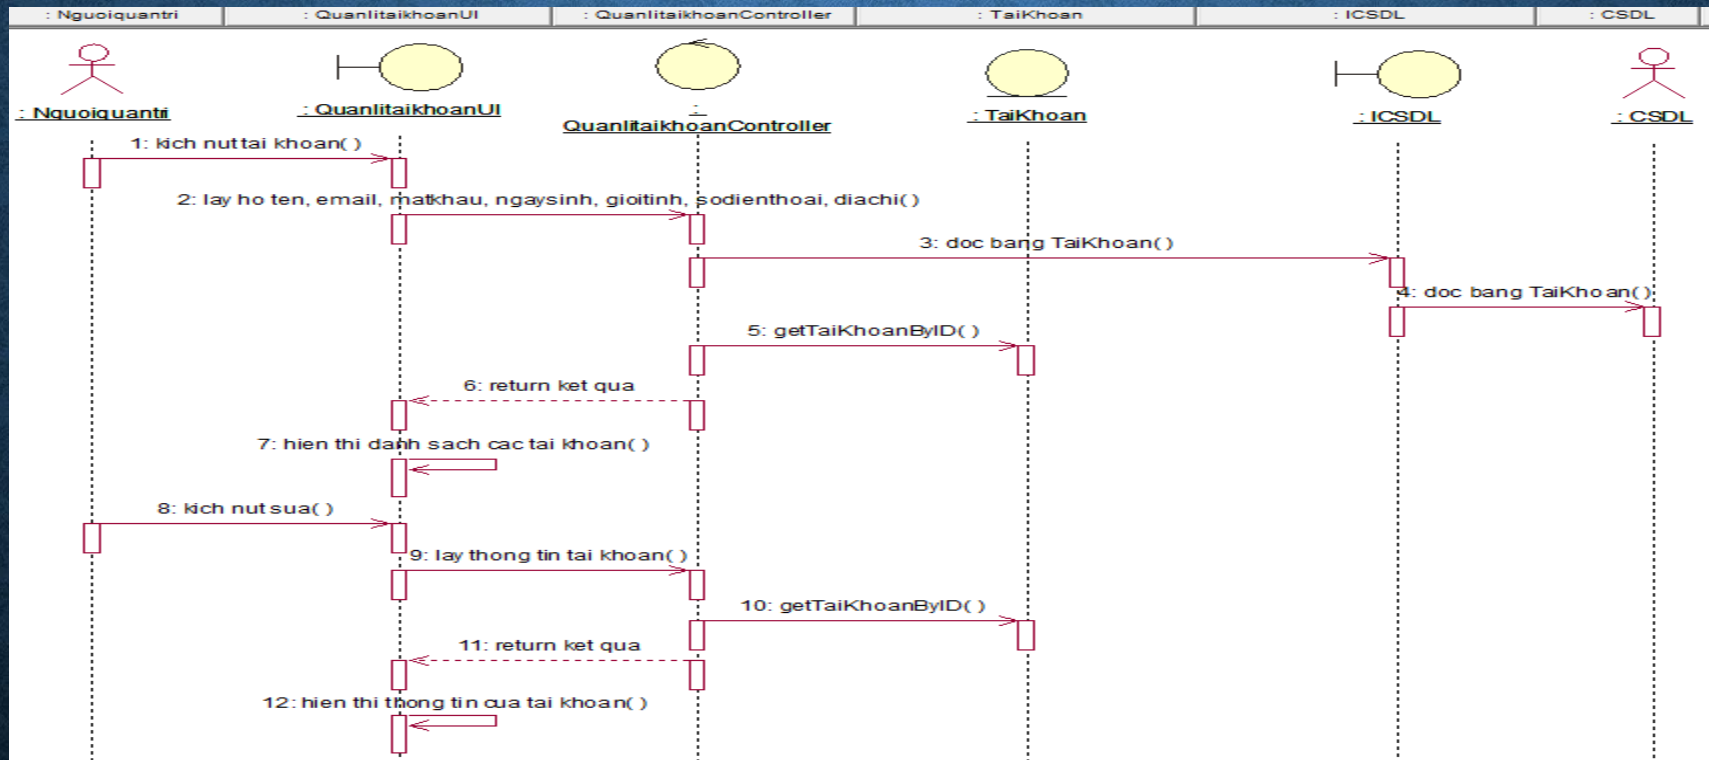 : Nguoiquantri
: QuanlitaikhoanUI
: QuanlitaikhoanController
: TaiKhoan
: ICSDL
: CSDL
: Nguoiquantri
: QuanlitaikhoanUI
:
QuanlitaikhoanController
: TaiKhoan
: ICSDL
: CSDL
1: kich nut tai khoan( )
2: lay ho ten, email, matkhau, ngaysinh, gioitinh, sodienthoai, diachi( )
3: doc bang TaiKhoan( )
4: doc bang TaiKhoan( )
5: getTaiKhoanByID( )
6: return ket qua
7: hien thi danh sach cac tai khoan( )
8: kich nut sua( )
9: lay thong tin tai khoan( )
10: getTaiKhoanByID( )
11: return ket qua
12: hien thi thong tin cua tai khoan( )